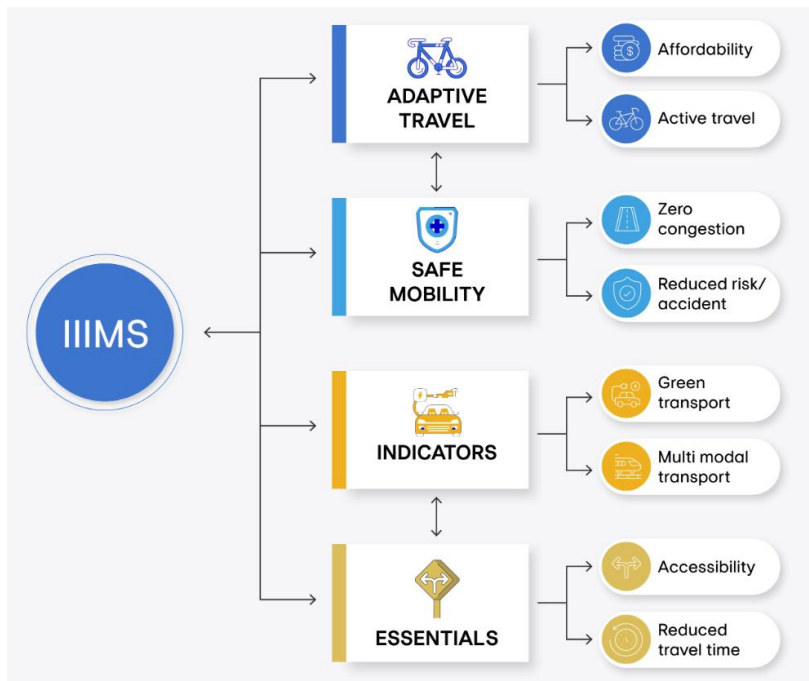 IIIMS
ADAPTIVE
TRAVEL
Affordability
Active travel
SAFE
MOBILITY
Zero
congestion
Reduced risk/
accident
INDICATORS
Green
transport
Multi modal
transport
ESSENTIALS
Accessibility
Reduced
travel time